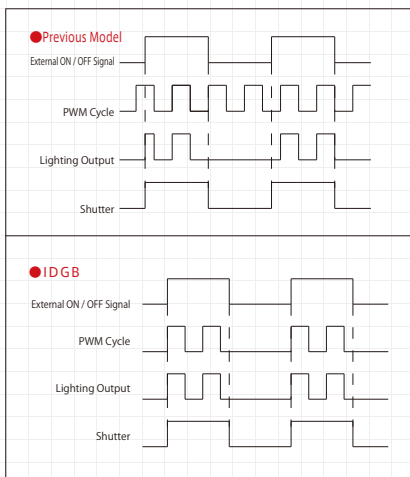 ●Previous Model
External ON / OFF Signal
PWM Cycle
Lighting Output
Shutter
●IDGB
External ON / OFF Signal
PWM Cycle
Lighting Output
Shutter